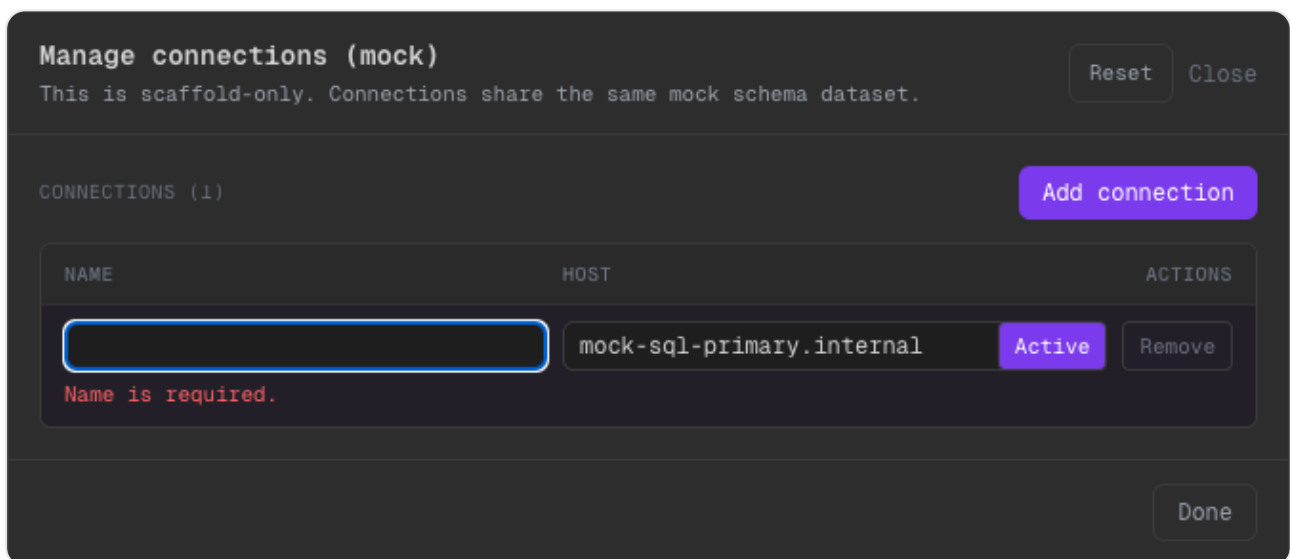 Manage connections (mock)
This is scaffold-only. Connections share the same mock schema dataset.
Reset Close
CONNECTIONS (1)
Add connection
NAME HOST ACTIONS
mock-sql-primary.internal Active Remove
Name is required.
Done